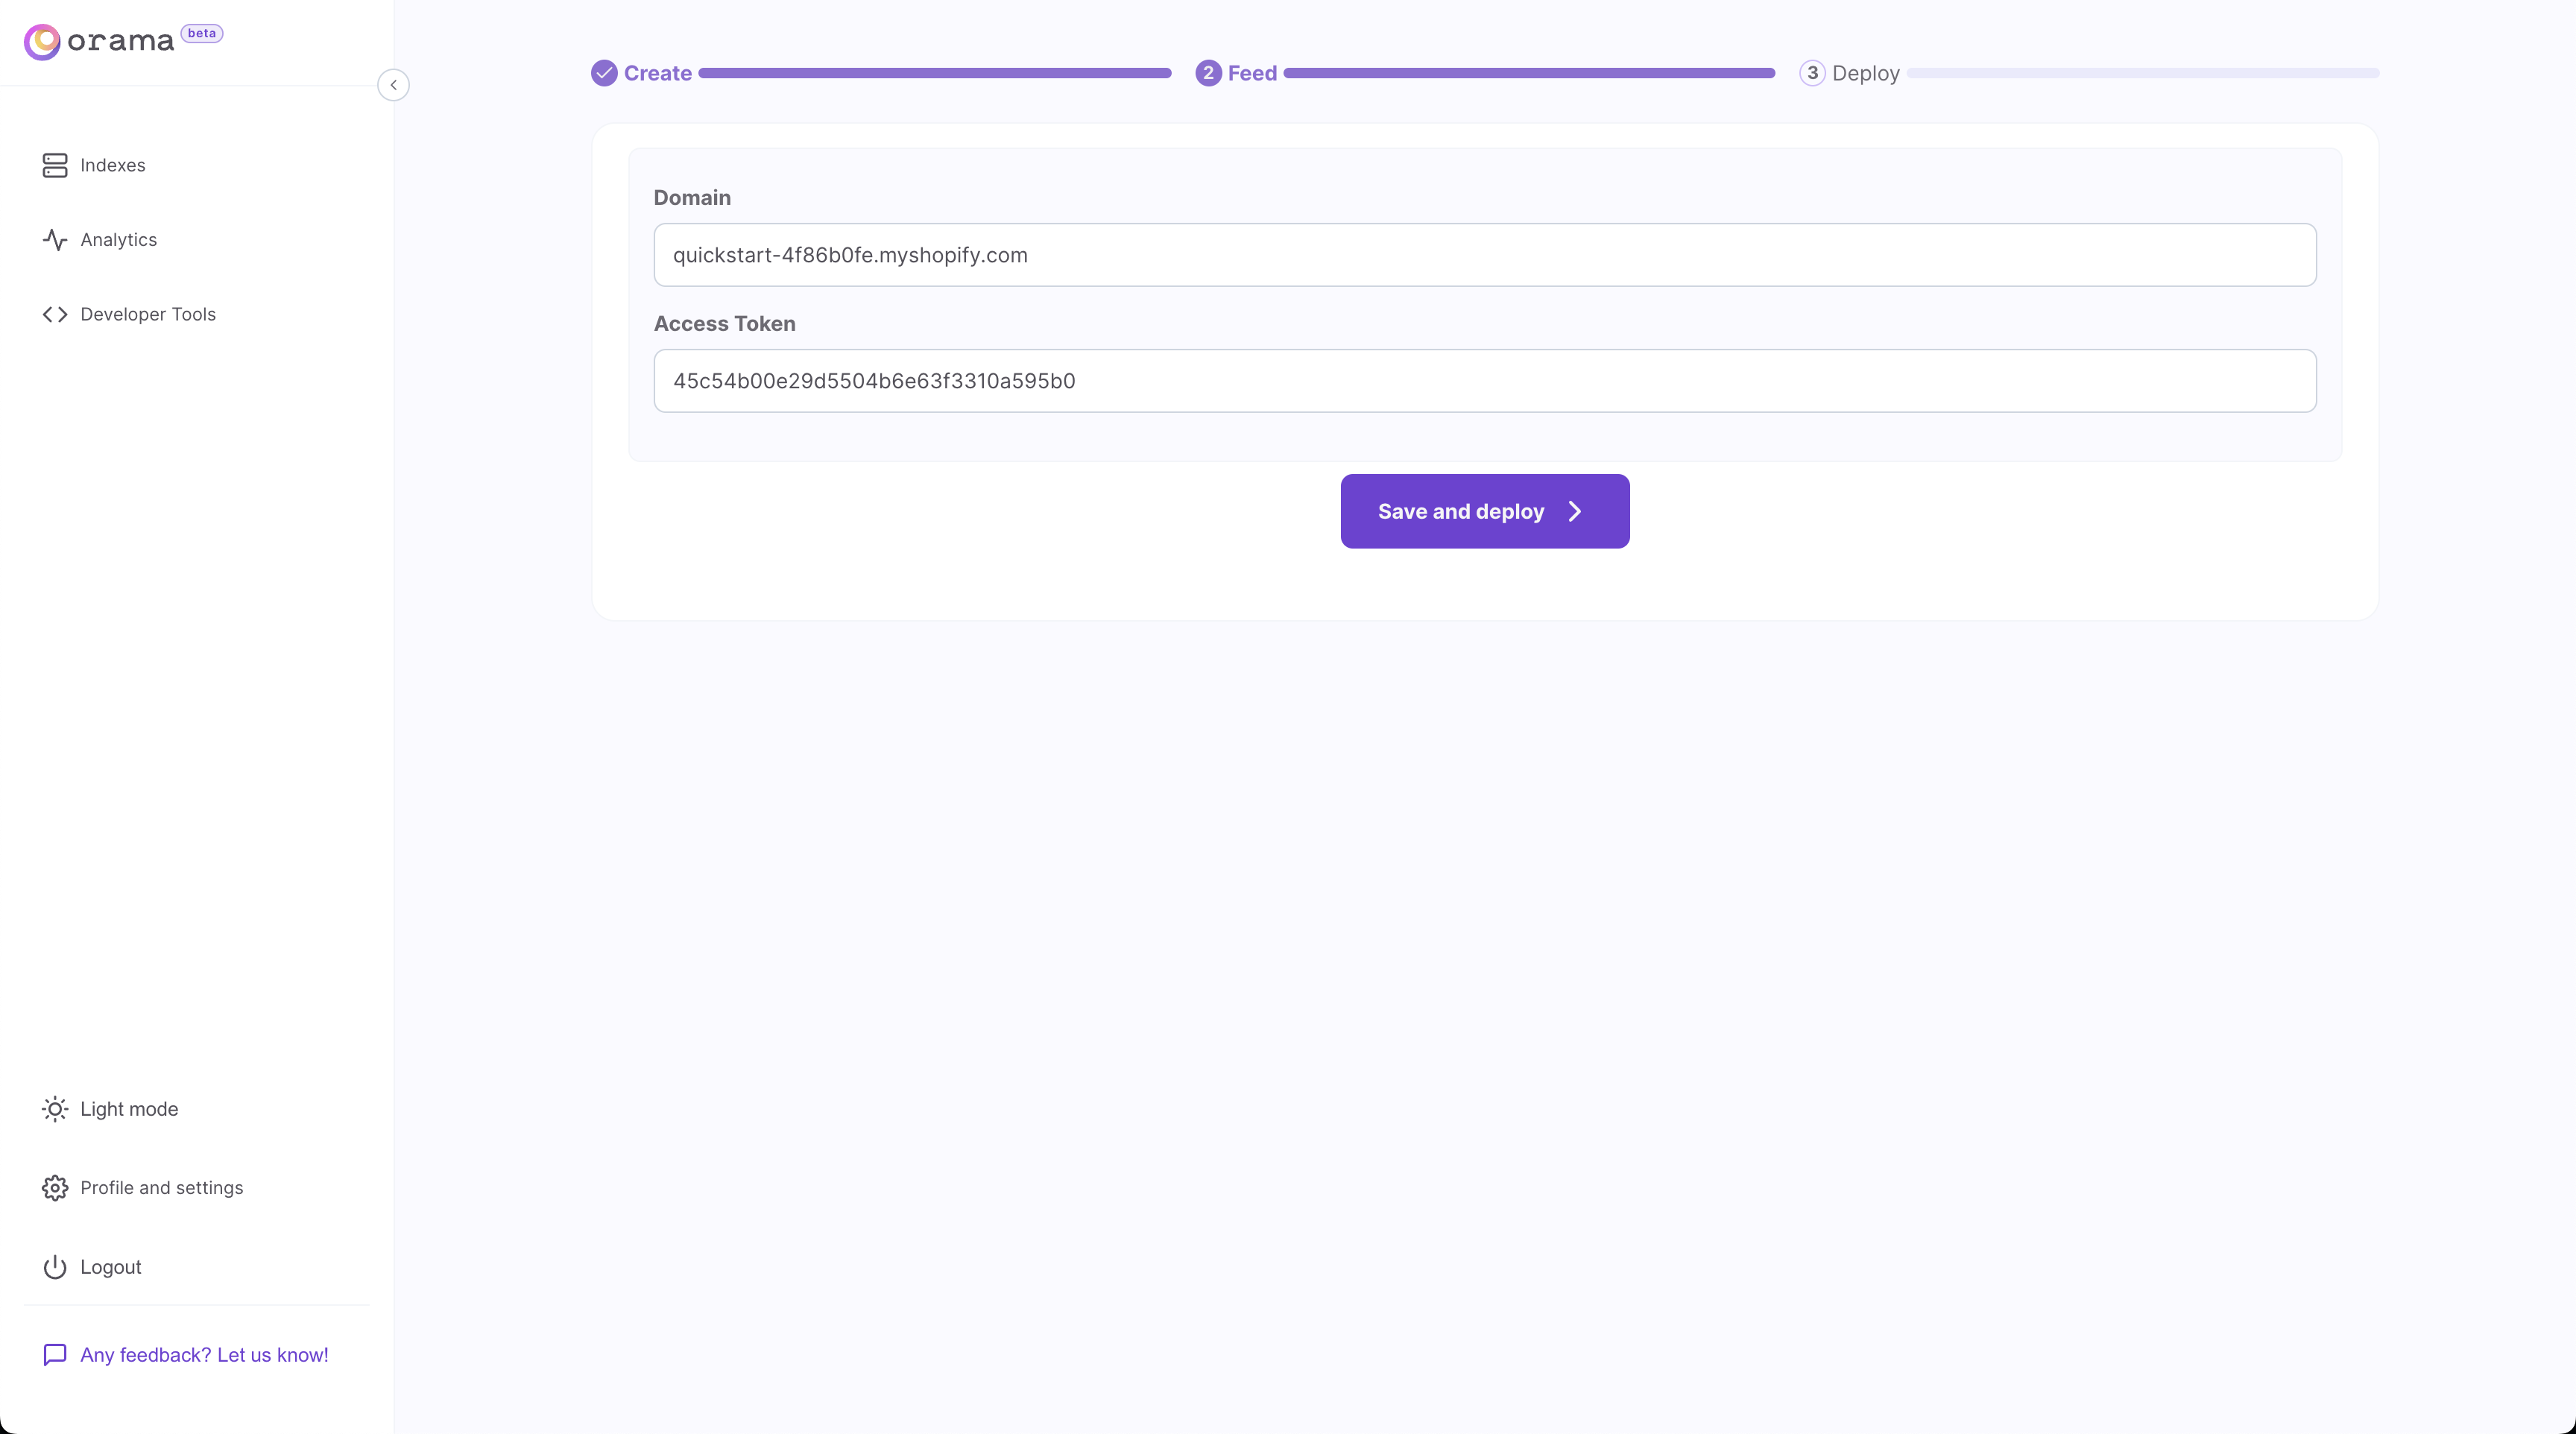 orama beta
Indexes
Analytics
Developer Tools
Light mode
Profile and settings
Logout
Any feedback? Let us know!
Create 2 Feed 3 Deploy
Domain
quickstart-4f86b0fe.myshopify.com
Access Token
45c54b00e29d5504b6e63f3310a595b0
Save and deploy